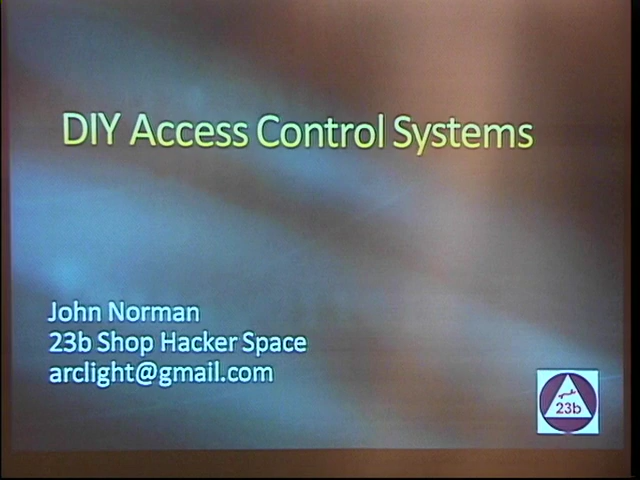 DIY Access Control Systems
John Norman
23b Shop Hacker Space
arclight@gmail.com
23b